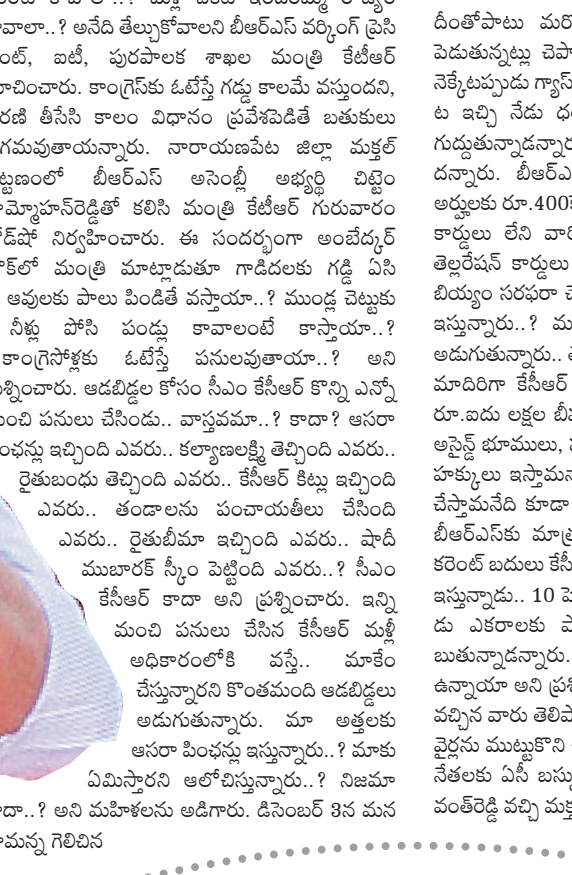 వాలా..? అనేది తేల్చుకోవాలని బీఆర్ఎస్ వర్కింగ్ ప్రెసి
ంట్, ఐటీ, పురపాలక శాఖల మంత్రి కేటీఆర్
చించారు. కాంగ్రెస్‌కు ఓటేస్తే గడ్డు కాలమే వస్తుందని,
రణి తీసేసి కాలం విధానం ప్రవేశపెడితే బతుకులు
గమవుతాయన్నారు. నారాయణపేట జిల్లా మక్తల్
ట్టణంలో బీఆర్ఎస్ అసెంబ్లీ అభ్యర్థి చిట్టెం
మ్మోహన్‌రెడ్డితో కలిసి మంత్రి కేటీఆర్ గురువారం
డ్‌షో నిర్వహించారు. ఈ సందర్భంగా అంబేద్కర్
క్‌లో మంత్రి మాట్లాడుతూ గాడిదలకు గడ్డి ఏసి
ఆవులకు పాలు పిండితే వస్తాయా..? ముండ్ల చెట్టుకు
నీళ్లు పోసి పండ్లు కావాలంటే కాస్తాయా..?
కాంగ్రెసోళ్లకు ఓటేస్తే పనులవుతాయా..? అని
శ్నించారు. ఆడబిడ్డల కోసం సీఎం కేసీఆర్ కొన్ని ఎన్నో
ంచి పనులు చేసిండు.. వాస్తవమా..? కాదా? ఆసరా
ంఛన్లు ఇచ్చింది ఎవరు.. కల్యాణలక్ష్మి తెచ్చింది ఎవరు..
రైతుబంధు తెచ్చింది ఎవరు.. కేసీఆర్ కిట్లు ఇచ్చింది
ఎవరు.. తండాలను పంచాయతీలు చేసింది
ఎవరు.. రైతుబీమా ఇచ్చింది ఎవరు.. షాదీ
ముబారక్ స్కీం పెట్టింది ఎవరు..? సీఎం
కేసీఆర్ కాదా అని ప్రశ్నించారు. ఇన్ని
మంచి పనులు చేసిన కేసీఆర్ మళ్లీ
అధికారంలోకి వస్తే.. మాకేం
చేస్తున్నారని కొంతమంది ఆడబిడ్డలు
అడుగుతున్నారు. మా అత్తలకు
ఆసరా పింఛన్లు ఇస్తున్నారు..? మాకు
ఏమిస్తారని ఆలోచిస్తున్నారు..? నిజమా
దా..? అని మహిళలను అడిగారు. డిసెంబర్ 3న మన
మన్న గెలిచిన
దీంతోపాటు మరొ
పెడుతున్నట్లు చెపా
నెక్కేటప్పుడు గ్యాస్
ట ఇచ్చి నేడు ధ
గుద్దుతున్నాడన్నార
దన్నారు. బీఆర్ఎ
అర్హులకు రూ.400క
కార్డులు లేని వారి
తెల్లరేషన్ కార్డులు
బియ్యం సరఫరా చే
ఇస్తున్నారు..? మ
అడుగుతున్నారు..
మాదిరిగా కేసీఆర్
రూ.ఐదు లక్షల బీ
అసైన్డ్ భూములు,
హక్కులు ఇస్తామన
చేస్తామనేది కూడా
బీఆర్ఎస్‌కు మాత్ర
కరెంట్ బదులు కేసీ
ఇస్తున్నాడు.. 10 పె
డు ఎకరాలకు ప
బుతున్నాడన్నారు.
ఉన్నాయా అని ప్రశ
వచ్చిన వారు తెలిపా
వైర్లను ముట్టుకొని
నేతలకు ఏసీ బస్సు
వంత్‌రెడ్డి వచ్చి మక్త